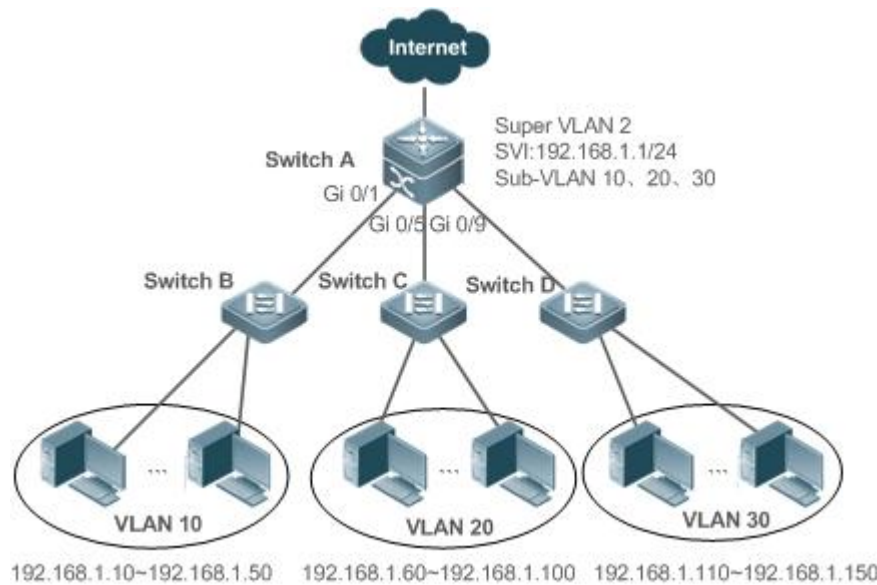 Internet
Super VLAN 2
SVI:192.168.1.1/24
Sub-VLAN 10、20、30
Switch A
Gi 0/1
Gi 0/5
Gi 0/9
Switch B
Switch C
Switch D
...
...
...
VLAN 10
VLAN 20
VLAN 30
192.168.1.10~192.168.1.50
192.168.1.60~192.168.1.100
192.168.1.110~192.168.1.150